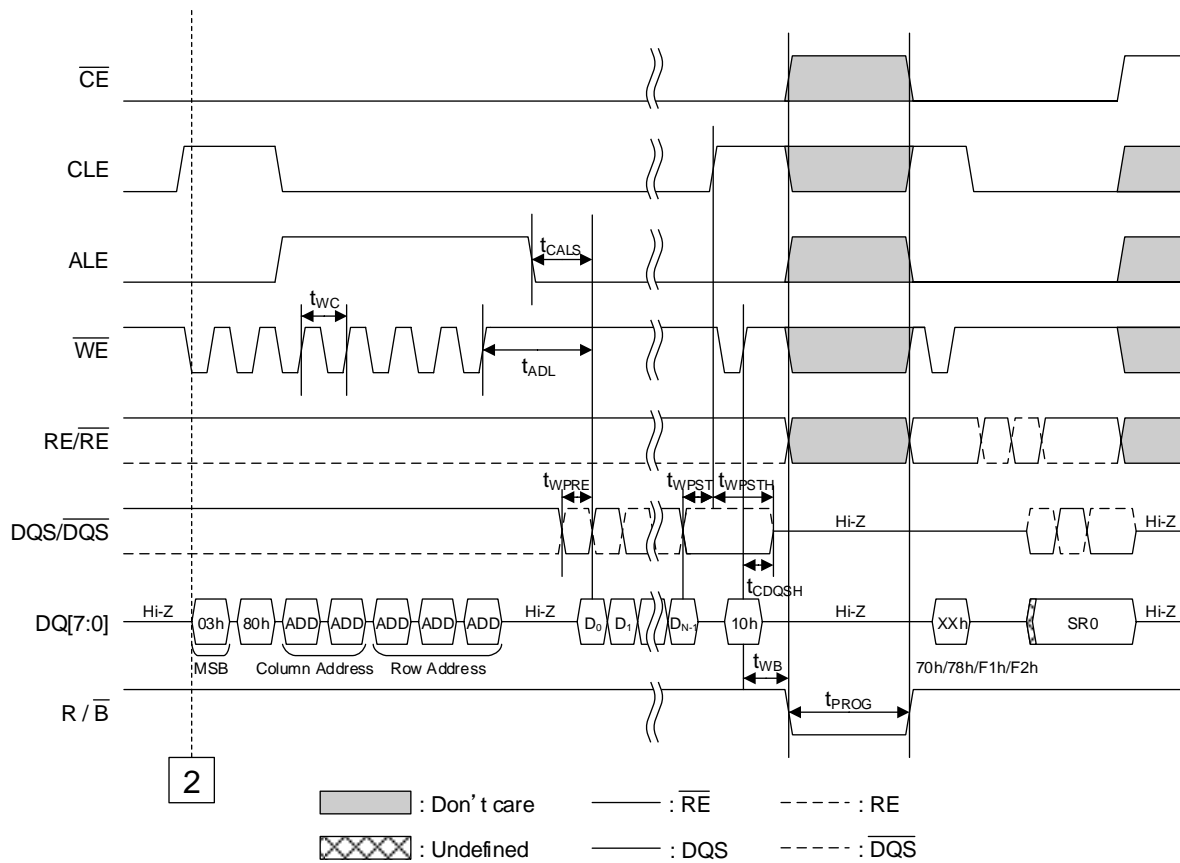 CE
CLE
ALE
tCALS
tWC
WE
tADL
RE/RE
tWPRE
tWPST tWPSTH
DQS/DQS Hi-Z Hi-Z
tCDQSH
DQ[7:0] Hi-Z 03h 80h ADD ADD ADD ADD ADD Hi-Z D0 D1 DN-1 10h Hi-Z XXh SR0 Hi-Z
MSB Column Address Row Address 70h/78h/F1h/F2h
tWB
R / B
tPROG
2
: Don't care : RE : RE
: Undefined : DQS : DQS